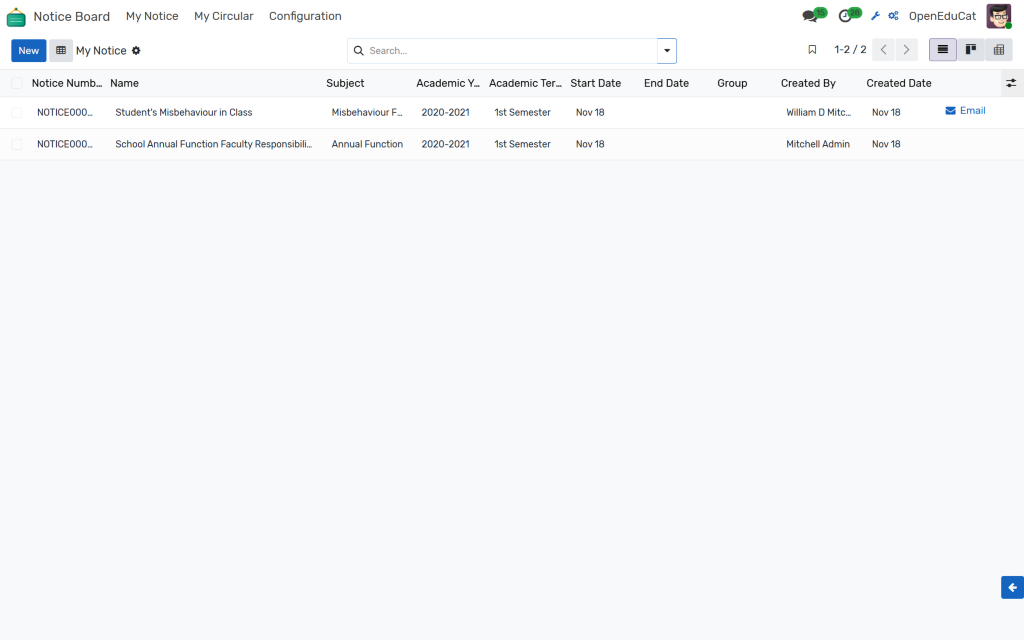 Notice Board My Notice My Circular Configuration 15 28 OpenEduCat
New My Notice Search... 1-2 / 2
Notice Numb... Name Subject Academic Y... Academic Ter... Start Date End Date Group Created By Created Date
NOTICE000... Student's Misbehaviour in Class Misbehaviour F... 2020-2021 1st Semester Nov 18 William D Mitc... Nov 18 Email
NOTICE000... School Annual Function Faculty Responsibili... Annual Function 2020-2021 1st Semester Nov 18 Mitchell Admin Nov 18